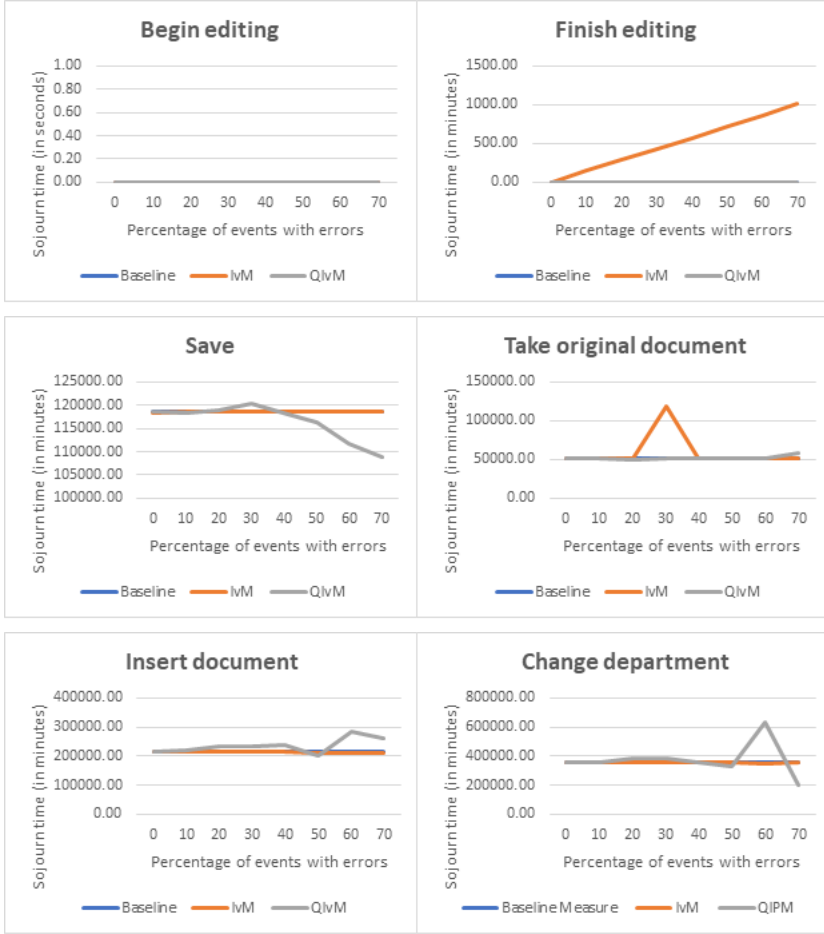 Begin editing
Sojourn time (in seconds)
1.00
0.80
0.60
0.40
0.20
0.00
0 10 20 30 40 50 60 70
Percentage of events with errors
Baseline IvM QIvM
Finish editing
Sojourn time (in minutes)
1500.00
1000.00
500.00
0.00
0 10 20 30 40 50 60 70
Percentage of events with errors
Baseline IvM QIvM
Save
Sojourn time (in minutes)
125000.00
120000.00
115000.00
110000.00
105000.00
100000.00
0 10 20 30 40 50 60 70
Percentage of events with errors
Baseline IvM QIvM
Take original document
Sojourn time (in minutes)
150000.00
100000.00
50000.00
0.00
0 10 20 30 40 50 60 70
Percentage of events with errors
Baseline IvM QIvM
Insert document
Sojourn time (in minutes)
400000.00
300000.00
200000.00
100000.00
0.00
0 10 20 30 40 50 60 70
Percentage of events with errors
Baseline IvM QIvM
Change department
Sojourn time (in minutes)
800000.00
600000.00
400000.00
200000.00
0.00
0 10 20 30 40 50 60 70
Percentage of events with errors
Baseline Measure IvM QIPM